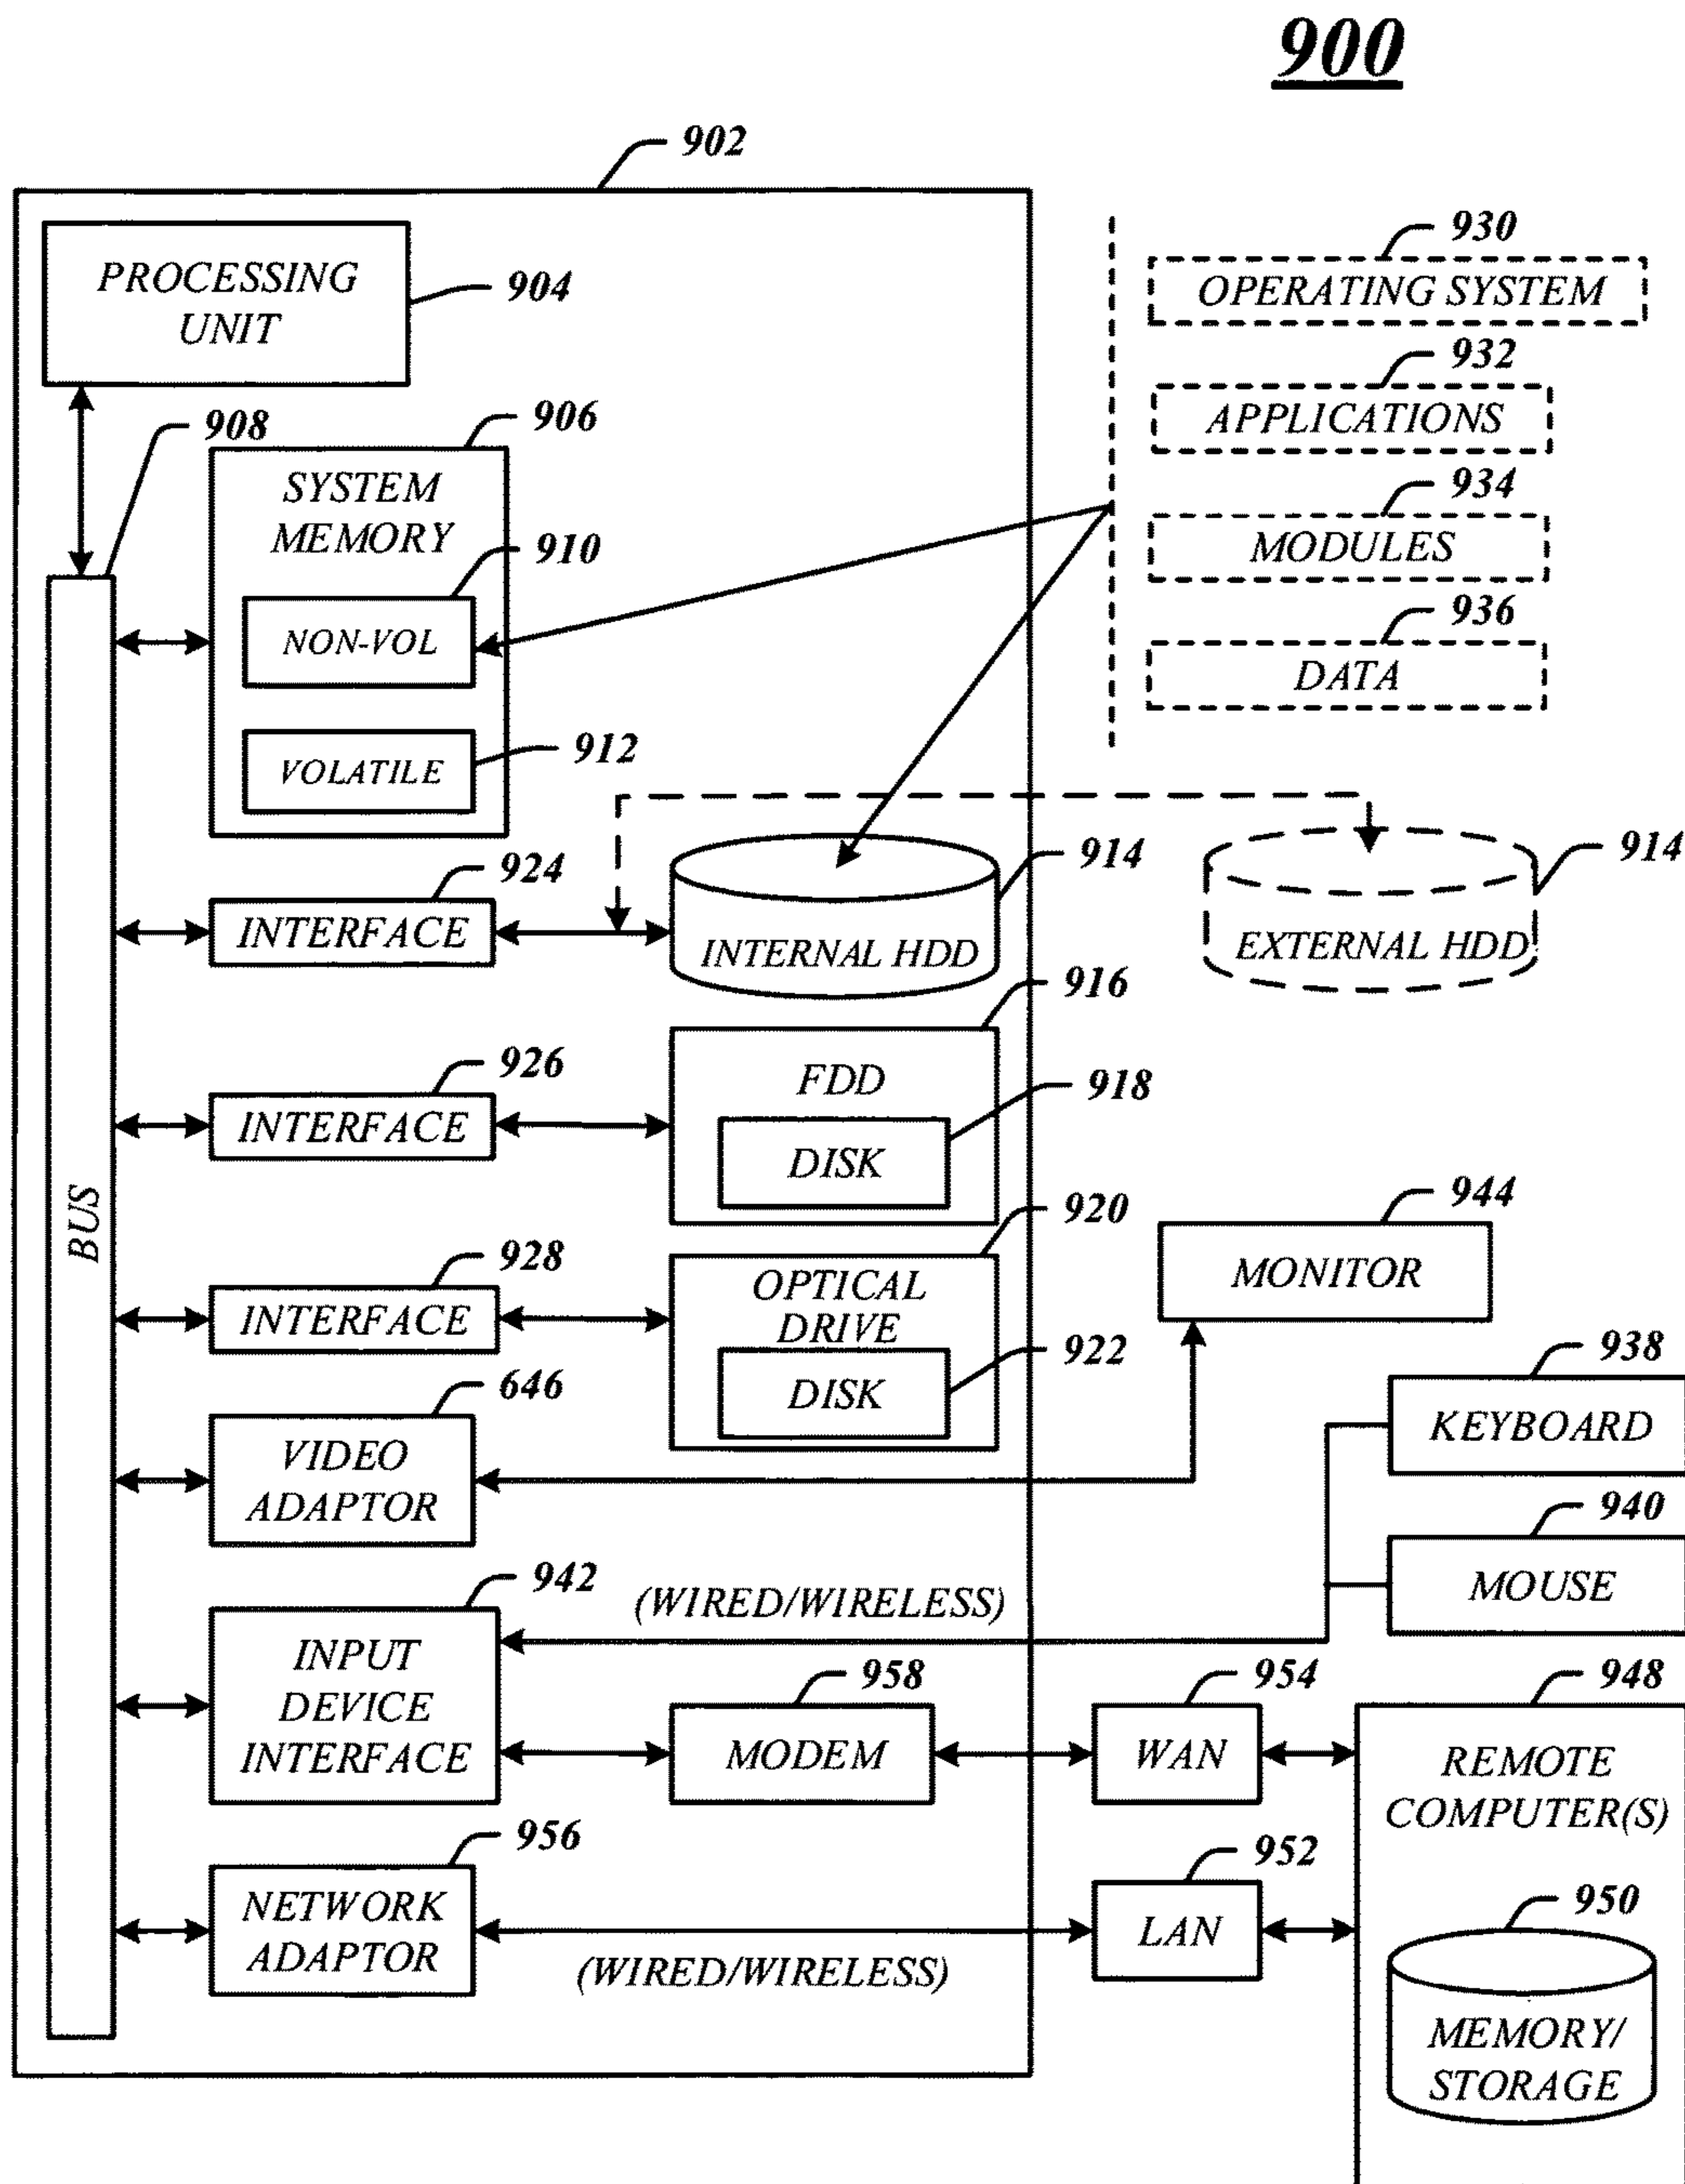 900
902
PROCESSING
UNIT
904
930
OPERATING SYSTEM
932
APPLICATIONS
934
MODULES
936
DATA
908
906
SYSTEM
MEMORY
910
NON-VOL
912
VOLATILE
924
INTERFACE
914
INTERNAL HDD
914
EXTERNAL HDD
926
INTERFACE
916
FDD
918
DISK
BUS
928
INTERFACE
920
OPTICAL
DRIVE
922
DISK
944
MONITOR
646
VIDEO
ADAPTOR
938
KEYBOARD
940
MOUSE
942
INPUT
DEVICE
INTERFACE
(WIRED/WIRELESS)
958
MODEM
954
WAN
948
REMOTE
COMPUTER(S)
956
NETWORK
ADAPTOR
(WIRED/WIRELESS)
952
LAN
950
MEMORY/
STORAGE